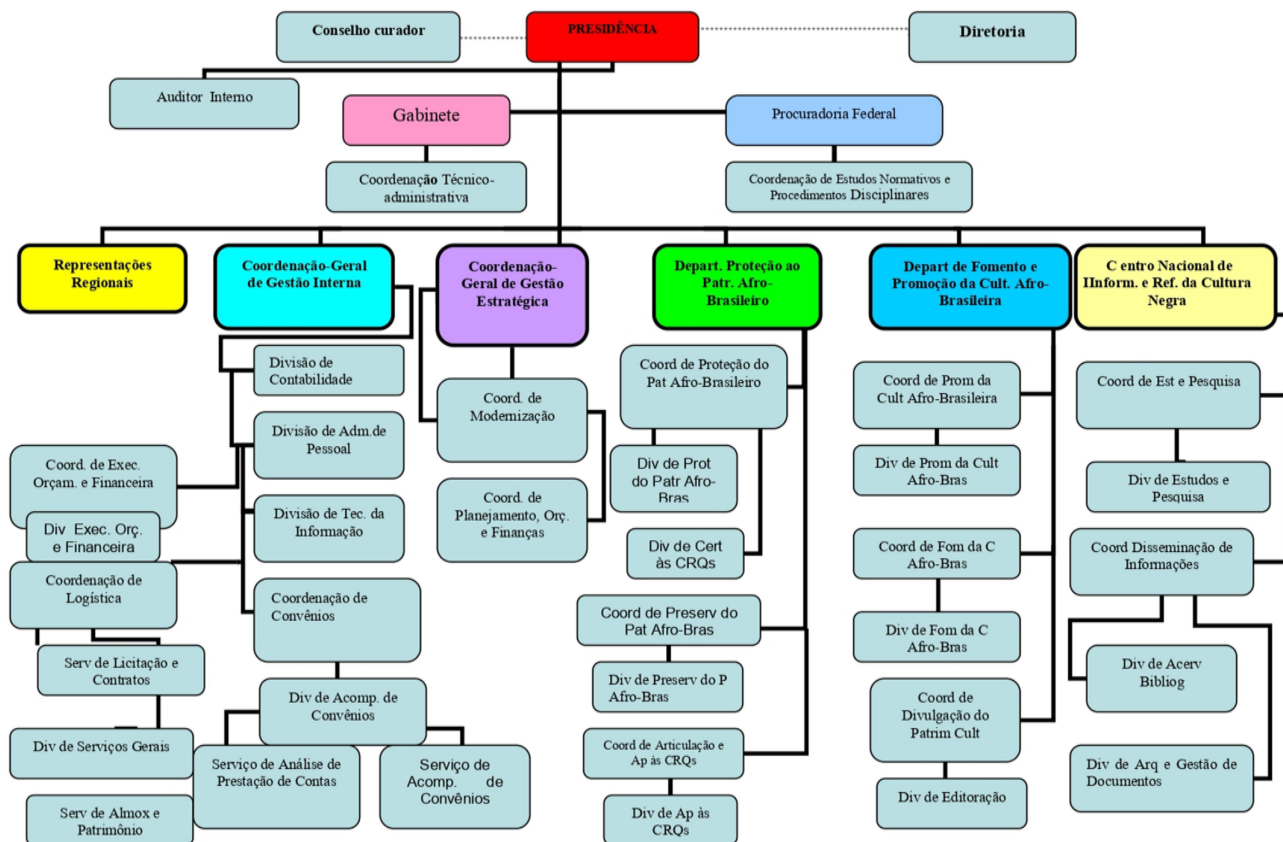 Conselho curador
PRESIDÊNCIA
Diretoria
Auditor Interno
Gabinete
Procuradoria Federal
Coordenação Técnico-
administrativa
Coordenação de Estudos Normativos e
Procedimentos Disciplinares
Representações
Regionais
Coordenação-Geral
de Gestão Interna
Coordenação-
Geral de Gestão
Estratégica
Depart. Proteção ao
Patr. Afro-
Brasileiro
Depart de Fomento e
Promoção da Cult. Afro-
Brasileira
C entro Nacional de
IInform. e Ref. da Cultura
Negra
Divisão de
Contabilidade
Divisão de Adm.de
Pessoal
Coord. de Exec.
Orçam. e Financeira
Divisão de Tec. da
Informação
Div Exec. Orç.
e Financeira
Coordenação de
Logística
Coordenação de
Convênios
Serv de Licitação e
Contratos
Div de Acomp. de
Convênios
Div de Serviços Gerais
Serviço de Análise de
Prestação de Contas
Serviço de
Acomp. de
Convênios
Serv de Almox e
Patrimônio
Coord. de
Modernização
Coord. de
Planejamento, Orç.
e Finanças
Coord de Proteção do
Pat Afro-Brasileiro
Div de Prot
do Patr Afro-
Bras
Div de Cert
às CRQs
Coord de Preserv do
Pat Afro-Bras
Div de Preserv do P
Afro-Bras
Coord de Articulação e
Ap às CRQs
Div de Ap às
CRQs
Coord de Prom da
Cult Afro-Brasileira
Div de Prom da Cult
Afro-Bras
Coord de Fom da C
Afro-Bras
Div de Fom da C
Afro-Bras
Coord de
Divulgação do
Patrim Cult
Div de Editoração
Coord de Est e Pesquisa
Div de Estudos e
Pesquisa
Coord Disseminação de
Informações
Div de Acerv
Bibliog
Div de Arq e Gestão de
Documentos